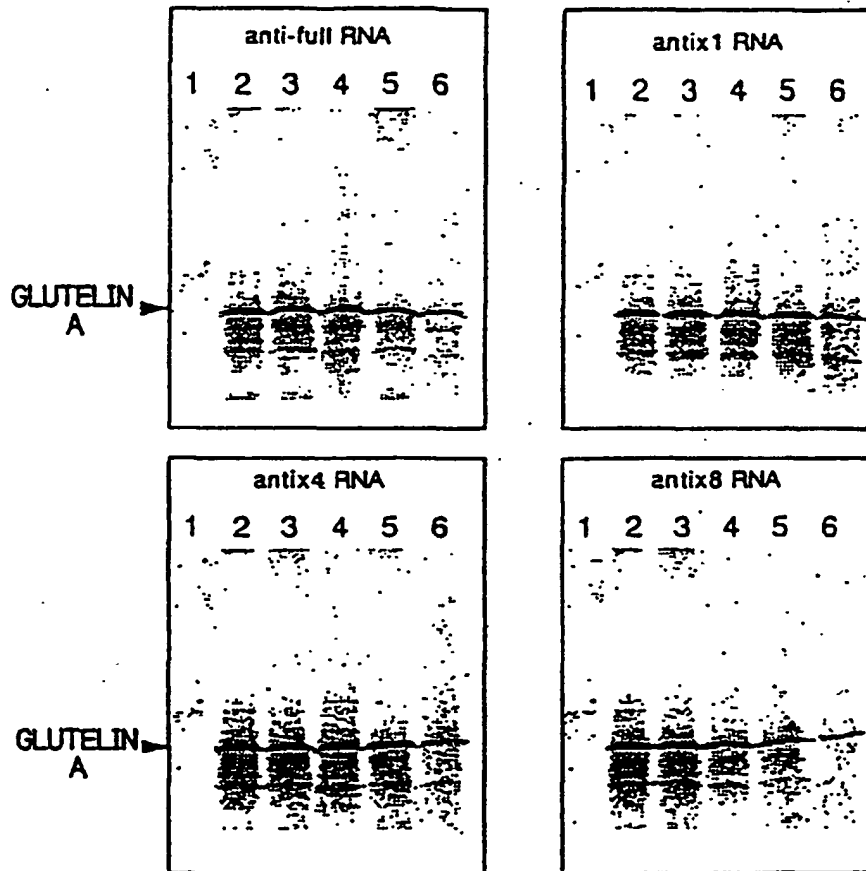 anti-full RNA
1 2 3 4 5 6
antix1 RNA
1 2 3 4 5 6
GLUTELIN
A
antix4 RNA
1 2 3 4 5 6
antix8 RNA
1 2 3 4 5 6
GLUTELIN
A